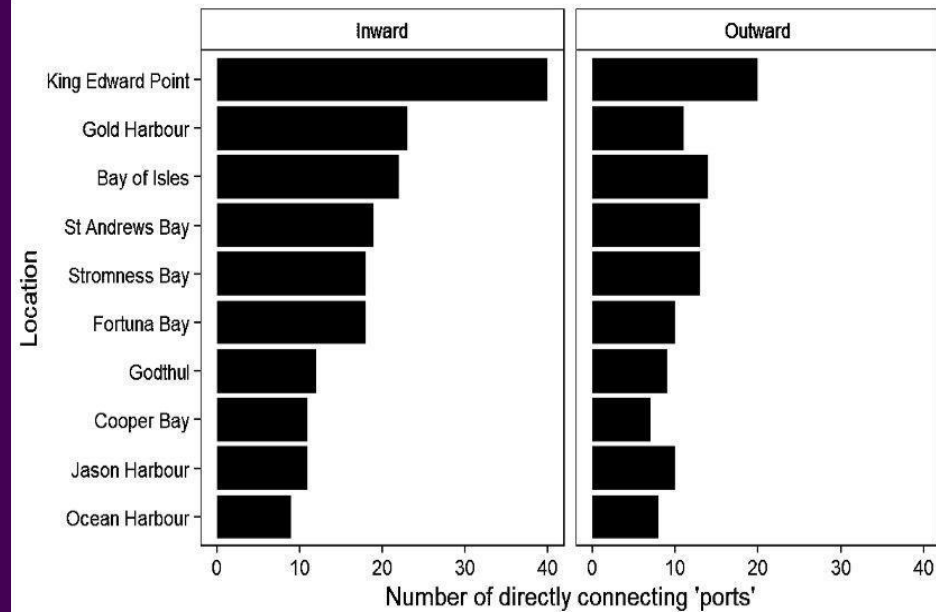 Inward
Outward
Location
King Edward Point
Gold Harbour
Bay of Isles
St Andrews Bay
Stromness Bay
Fortuna Bay
Godthul
Cooper Bay
Jason Harbour
Ocean Harbour
0 10 20 30 40
0 10 20 30 40
Number of directly connecting 'ports'